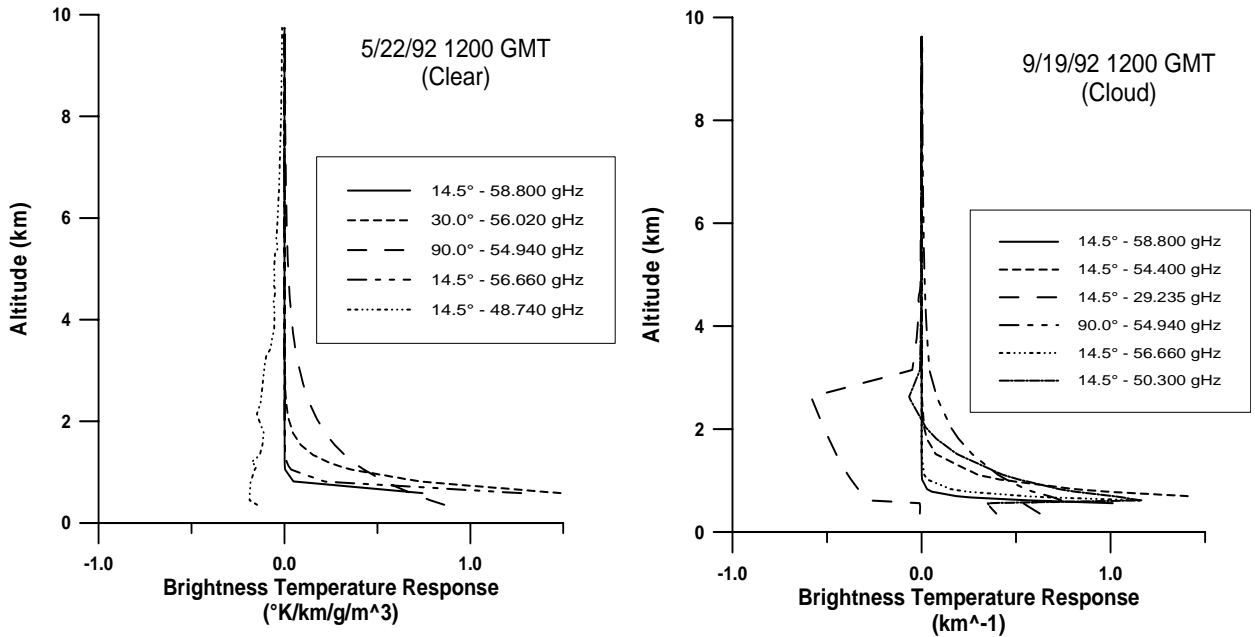 5/22/92 1200 GMT
(Clear)
10
8
6
4
2
0
Altitude (km)
14.5° - 58.800 gHz
30.0° - 56.020 gHz
90.0° - 54.940 gHz
14.5° - 56.660 gHz
14.5° - 48.740 gHz
-1.0
0.0
1.0
Brightness Temperature Response
(°K/km/g/m^3)
9/19/92 1200 GMT
(Cloud)
10
8
6
4
2
0
Altitude (km)
14.5° - 58.800 gHz
14.5° - 54.400 gHz
14.5° - 29.235 gHz
90.0° - 54.940 gHz
14.5° - 56.660 gHz
14.5° - 50.300 gHz
-1.0
0.0
1.0
Brightness Temperature Response
(km^-1)